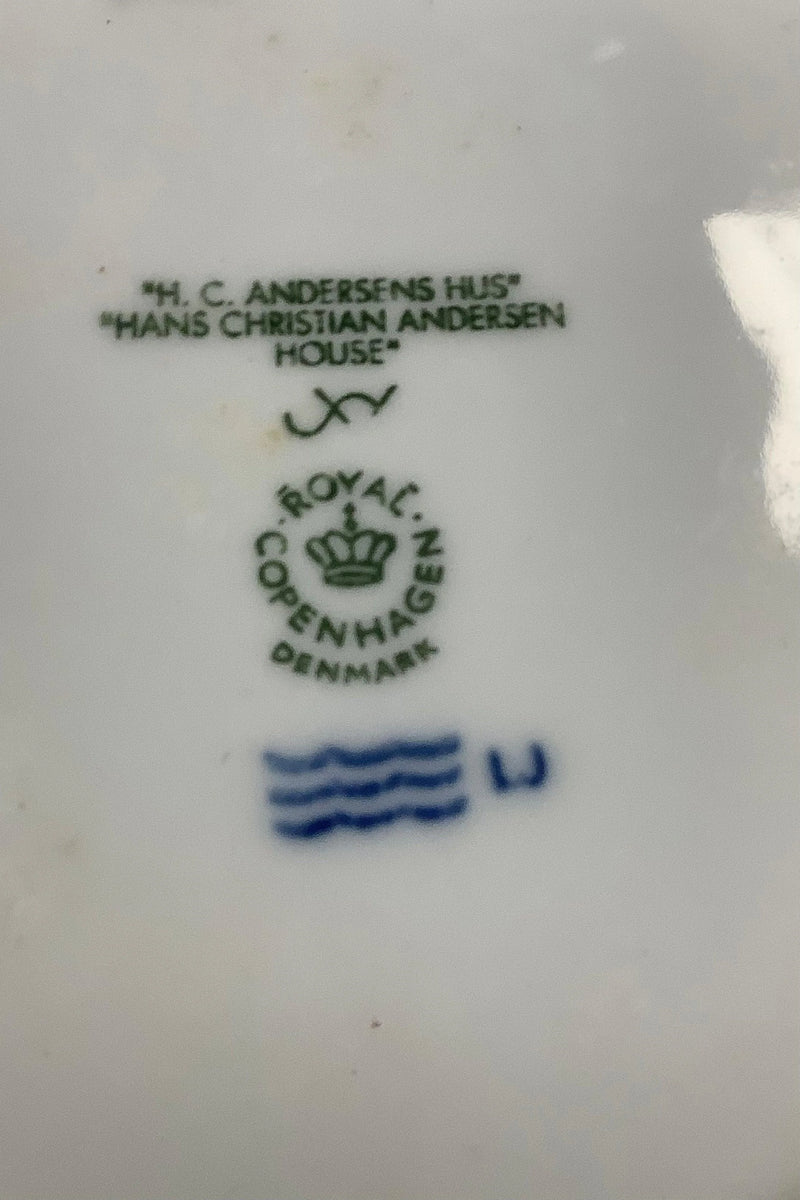 "H. C. ANDERSENS HUS"
"HANS CHRISTIAN ANDERSEN
HOUSE"
· ROYAL ·
COPENHAGEN
DENMARK